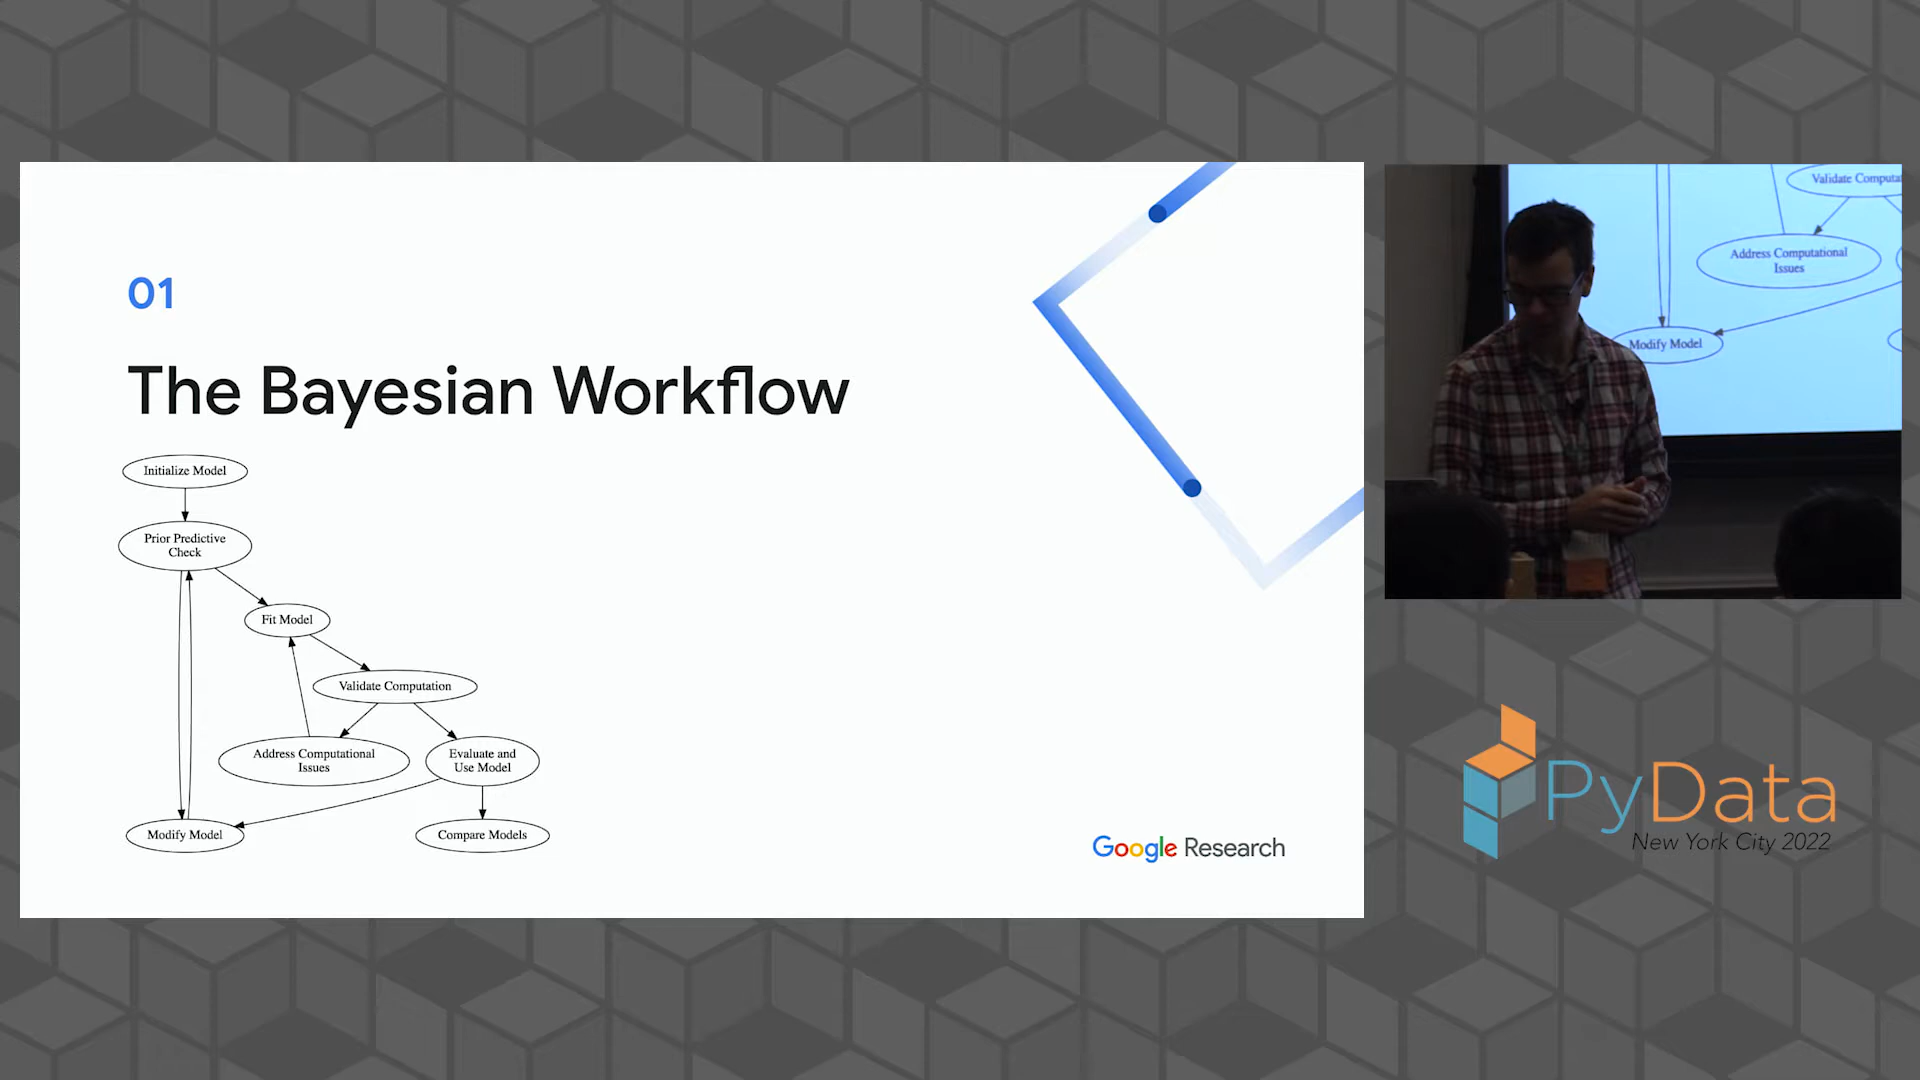 01
The Bayesian Workflow
Initialize Model
Prior Predictive
Check
Fit Model
Validate Computation
Address Computational
Issues
Evaluate and
Use Model
Modify Model
Compare Models
Google Research
Validate Computa
Address Computational
Issues
Modify Model
PyData
New York City 2022